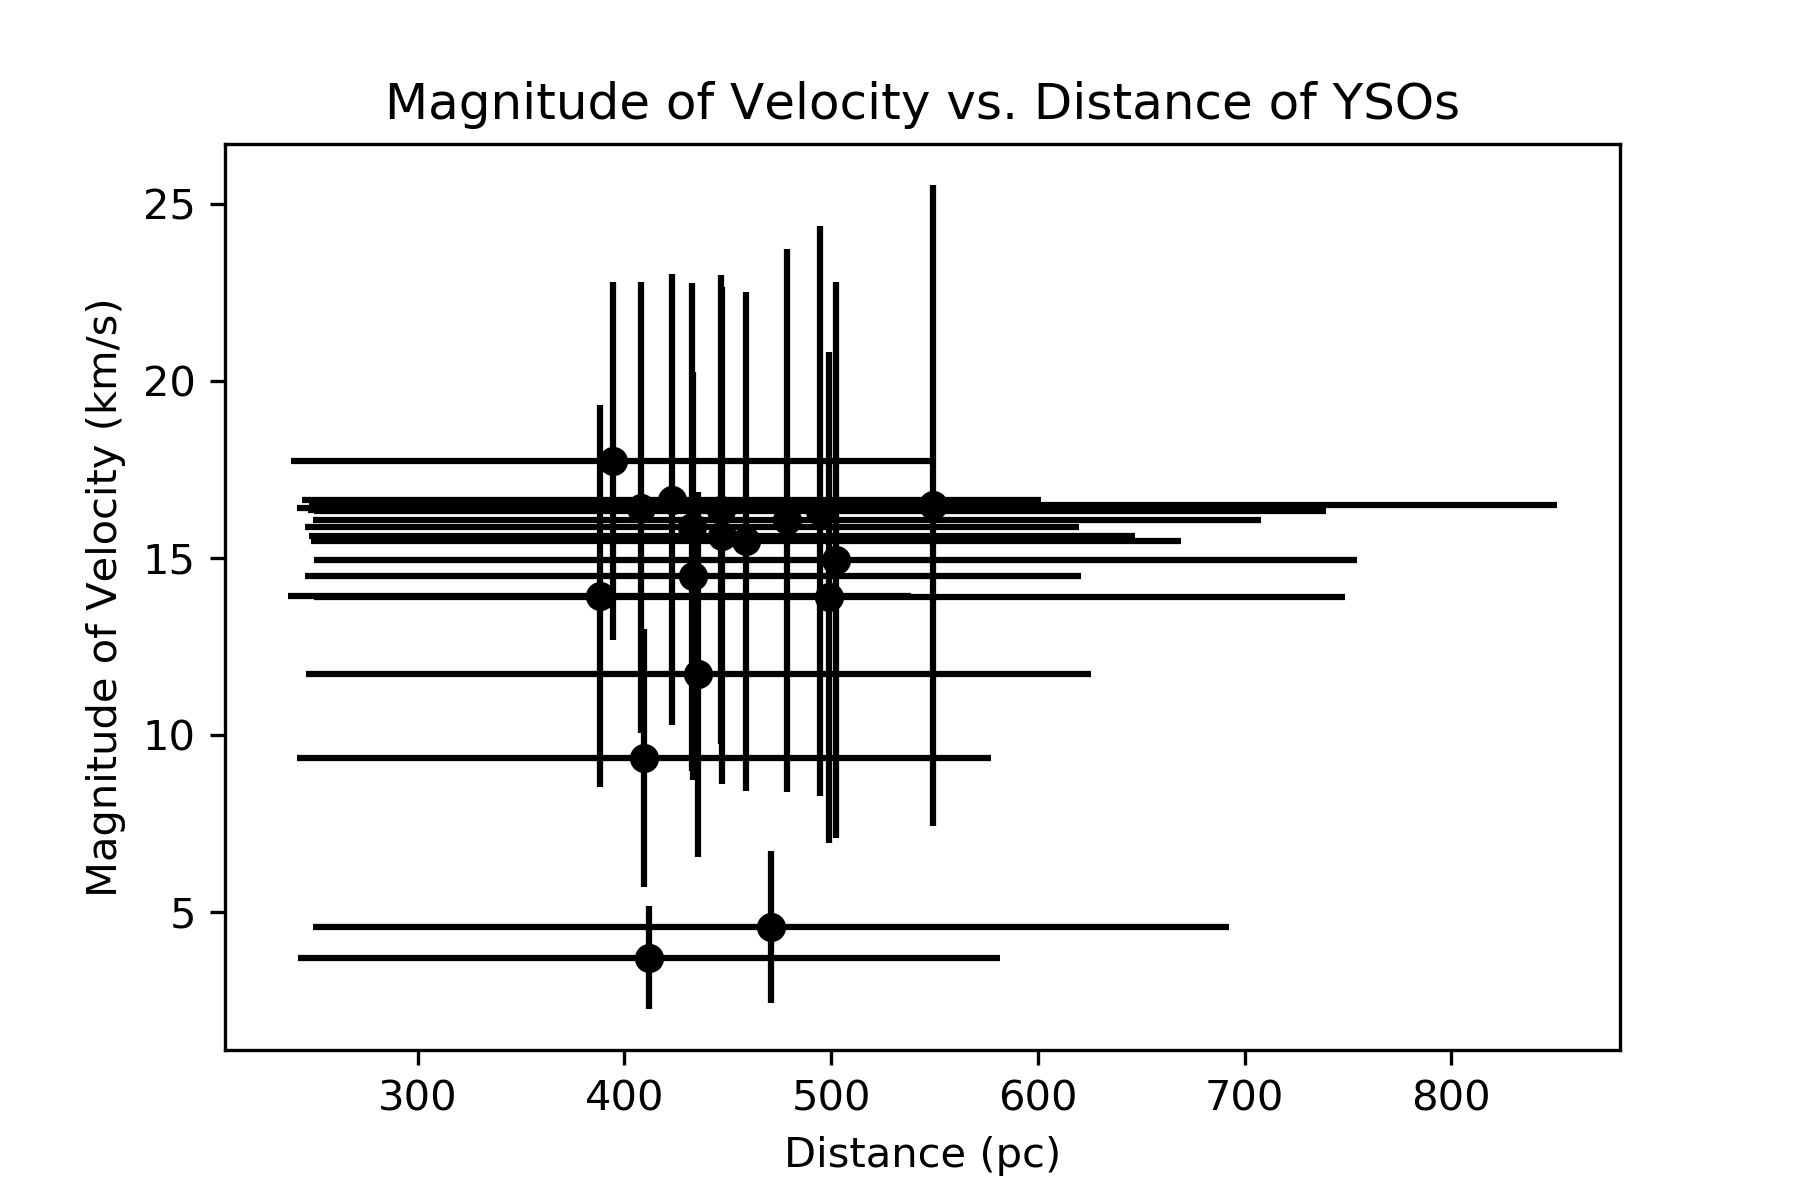 Magnitude of Velocity vs. Distance of YSOs
25
20
15
10
5
Magnitude of Velocity (km/s)
300 400 500 600 700 800
Distance (pc)